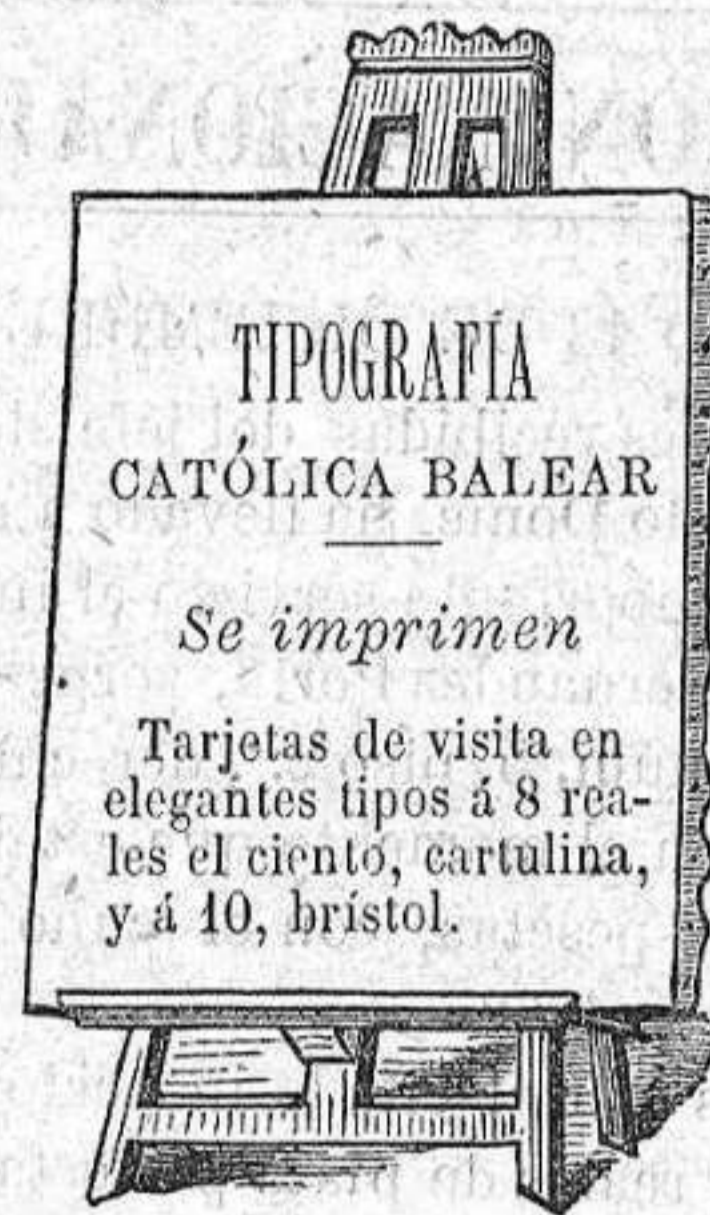 TIPOGRAFÍA
CATÓLICA BALEAR
Se imprimen
Tarjetas de visita en
elegantes tipos á 8 rea-
les el ciento, cartulina,
y á 10, brístol.